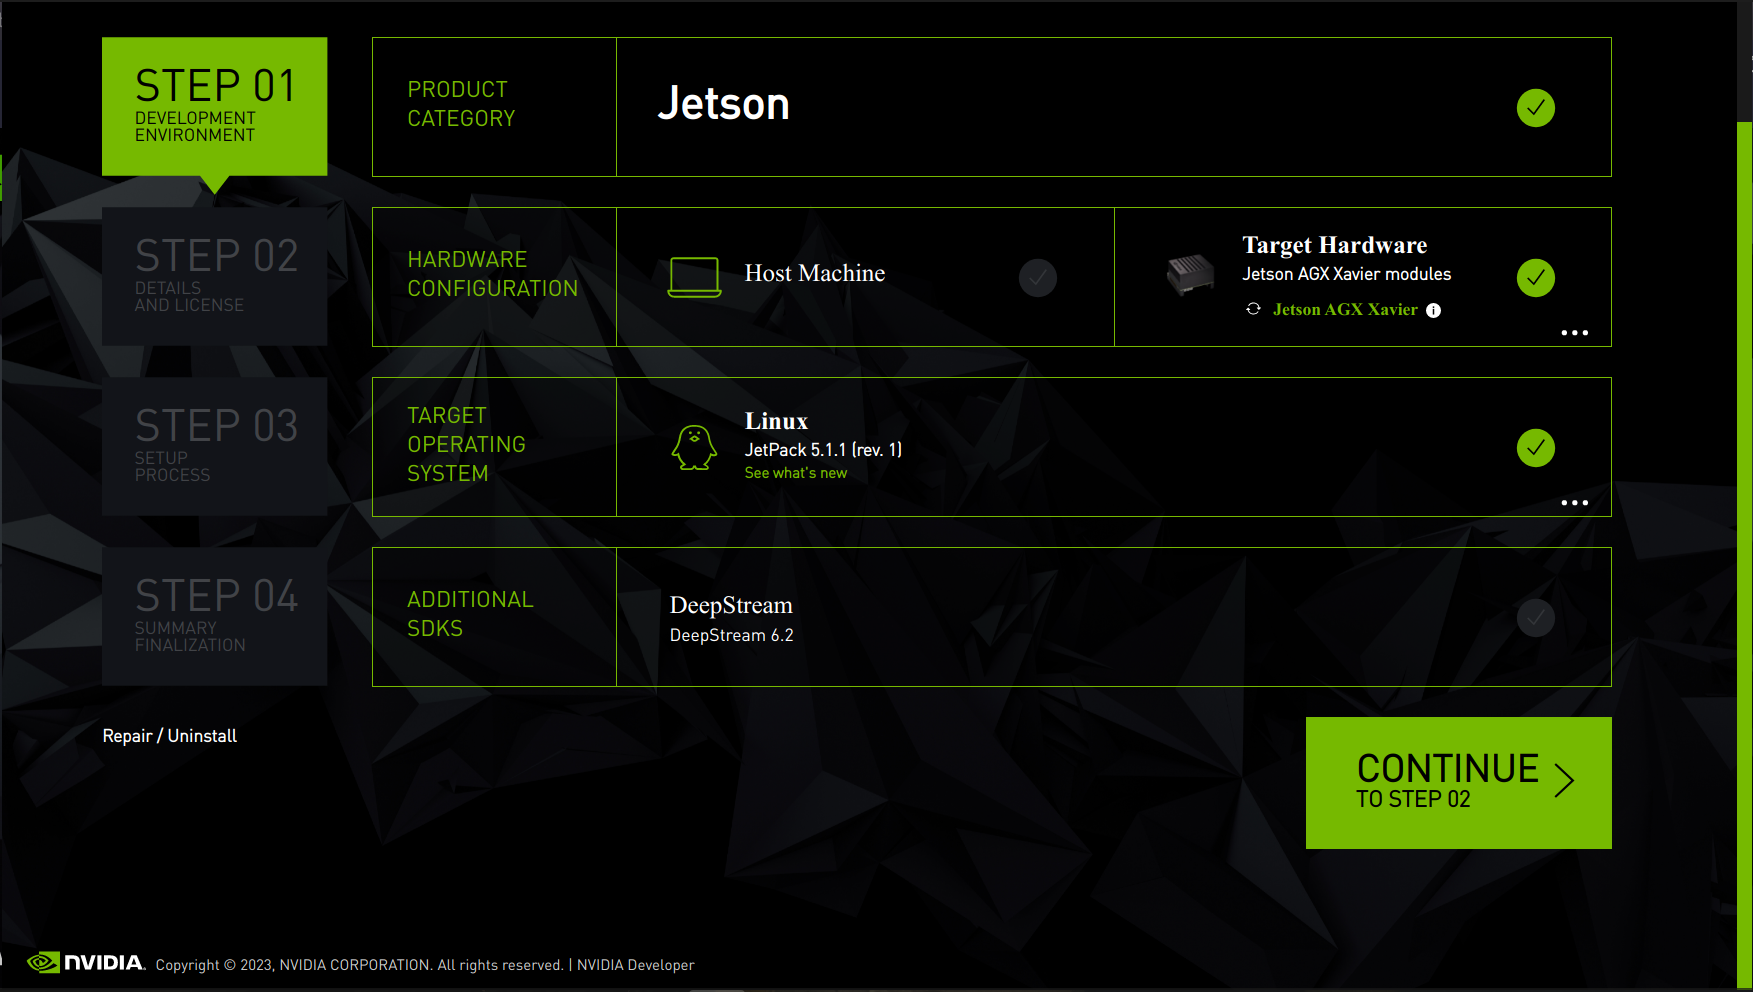 STEP 01
DEVELOPMENT
ENVIRONMENT
PRODUCT
CATEGORY
Jetson
STEP 02
DETAILS
AND LICENSE
HARDWARE
CONFIGURATION
Host Machine
Target Hardware
Jetson AGX Xavier modules
Jetson AGX Xavier
STEP 03
SETUP
PROCESS
TARGET
OPERATING
SYSTEM
Linux
JetPack 5.1.1 (rev. 1)
See what's new
STEP 04
SUMMARY
FINALIZATION
ADDITIONAL
SDKS
DeepStream
DeepStream 6.2
Repair / Uninstall
CONTINUE
TO STEP 02
NVIDIA. Copyright © 2023, NVIDIA CORPORATION. All rights reserved. | NVIDIA Developer